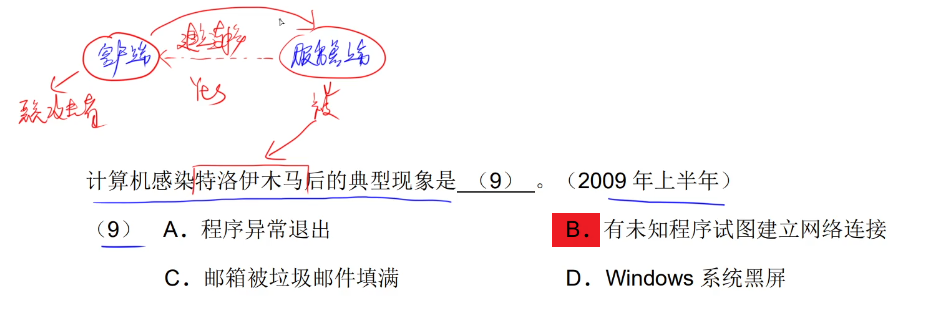 客户端 建立连接 服务器端
Yes
恶意攻击者 被
计算机感染特洛伊木马后的典型现象是 （9） 。（2009 年上半年）
（9） A．程序异常退出 B．有未知程序试图建立网络连接
C．邮箱被垃圾邮件填满 D．Windows 系统黑屏